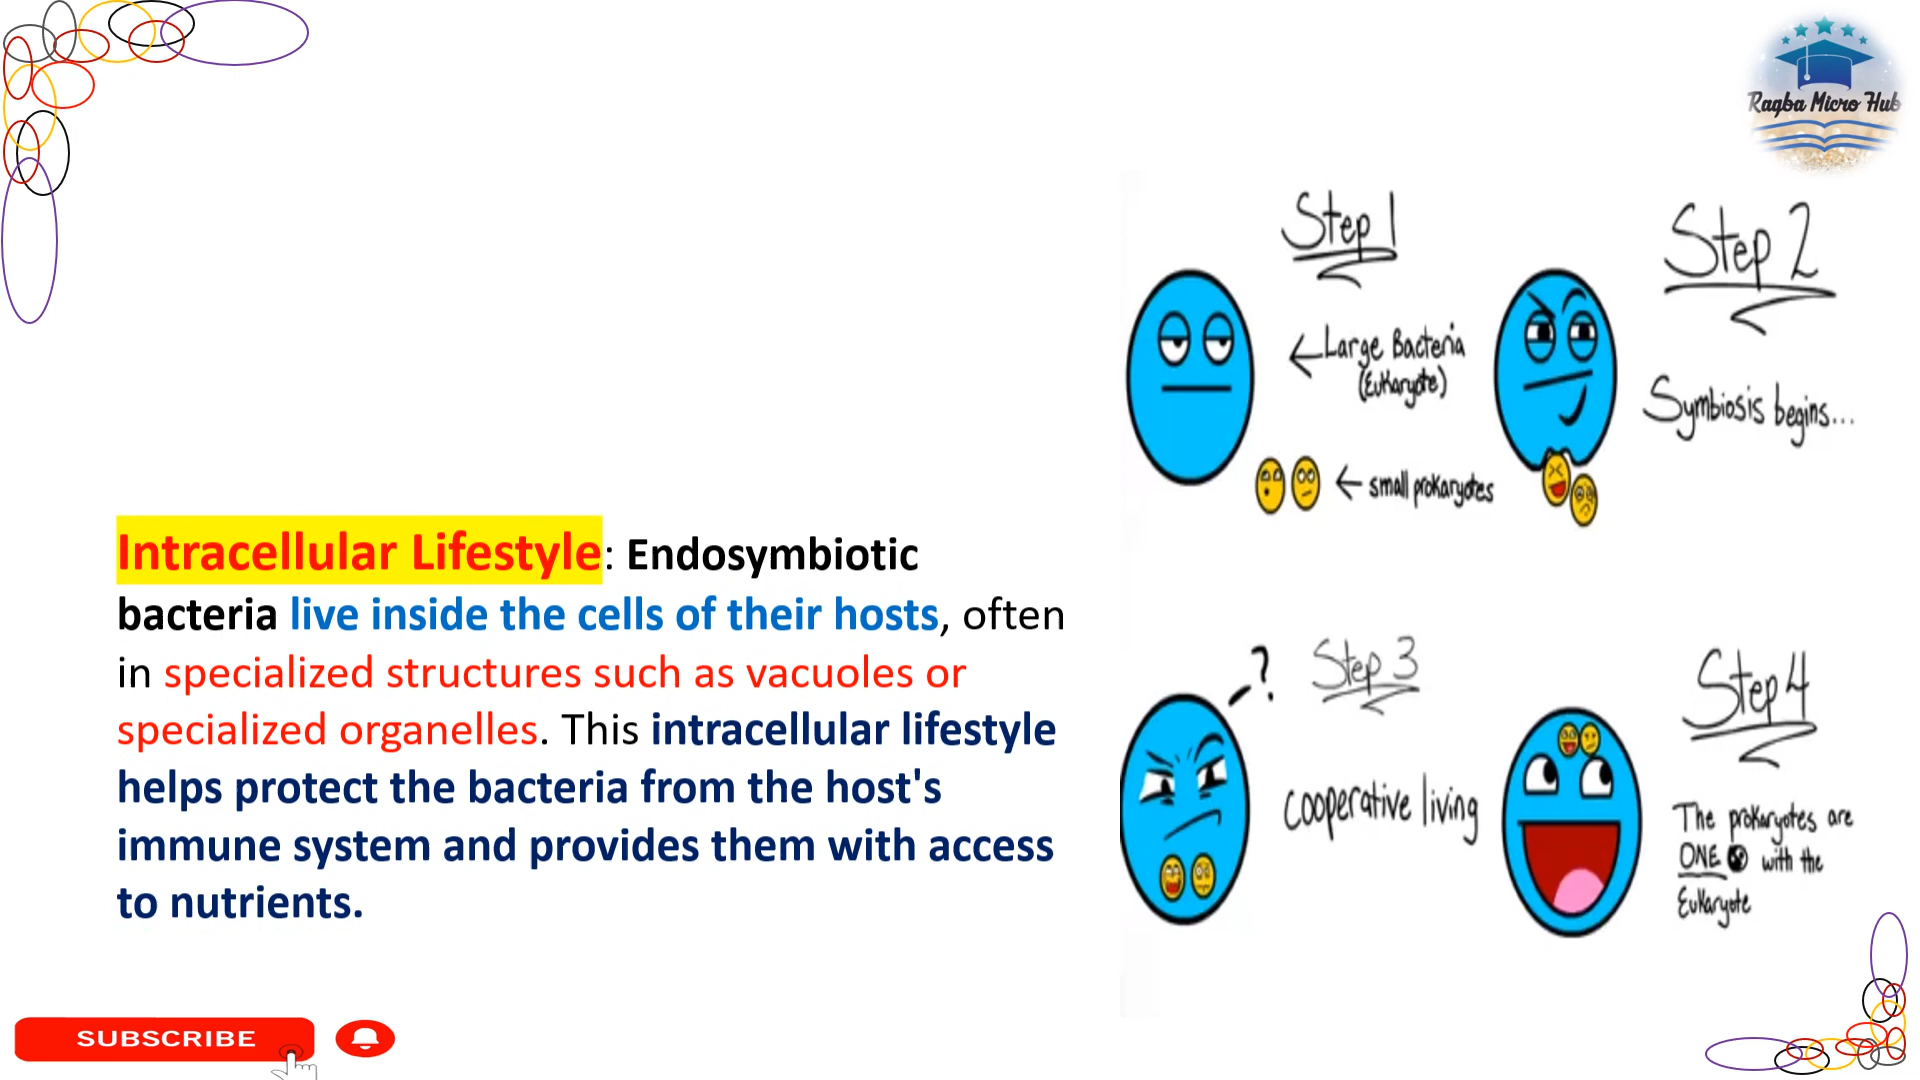 Ragba Micro Hub
Intracellular Lifestyle: Endosymbiotic
bacteria live inside the cells of their hosts, often
in specialized structures such as vacuoles or
specialized organelles. This intracellular lifestyle
helps protect the bacteria from the host's
immune system and provides them with access
to nutrients.
Step 1
←Large Bacteria
(Eukaryote)
← small prokaryotes
Step 2
Symbiosis begins...
?
Step 3
cooperative living
Step 4
The prokaryotes are
ONE with the
Eukaryote
SUBSCRIBE